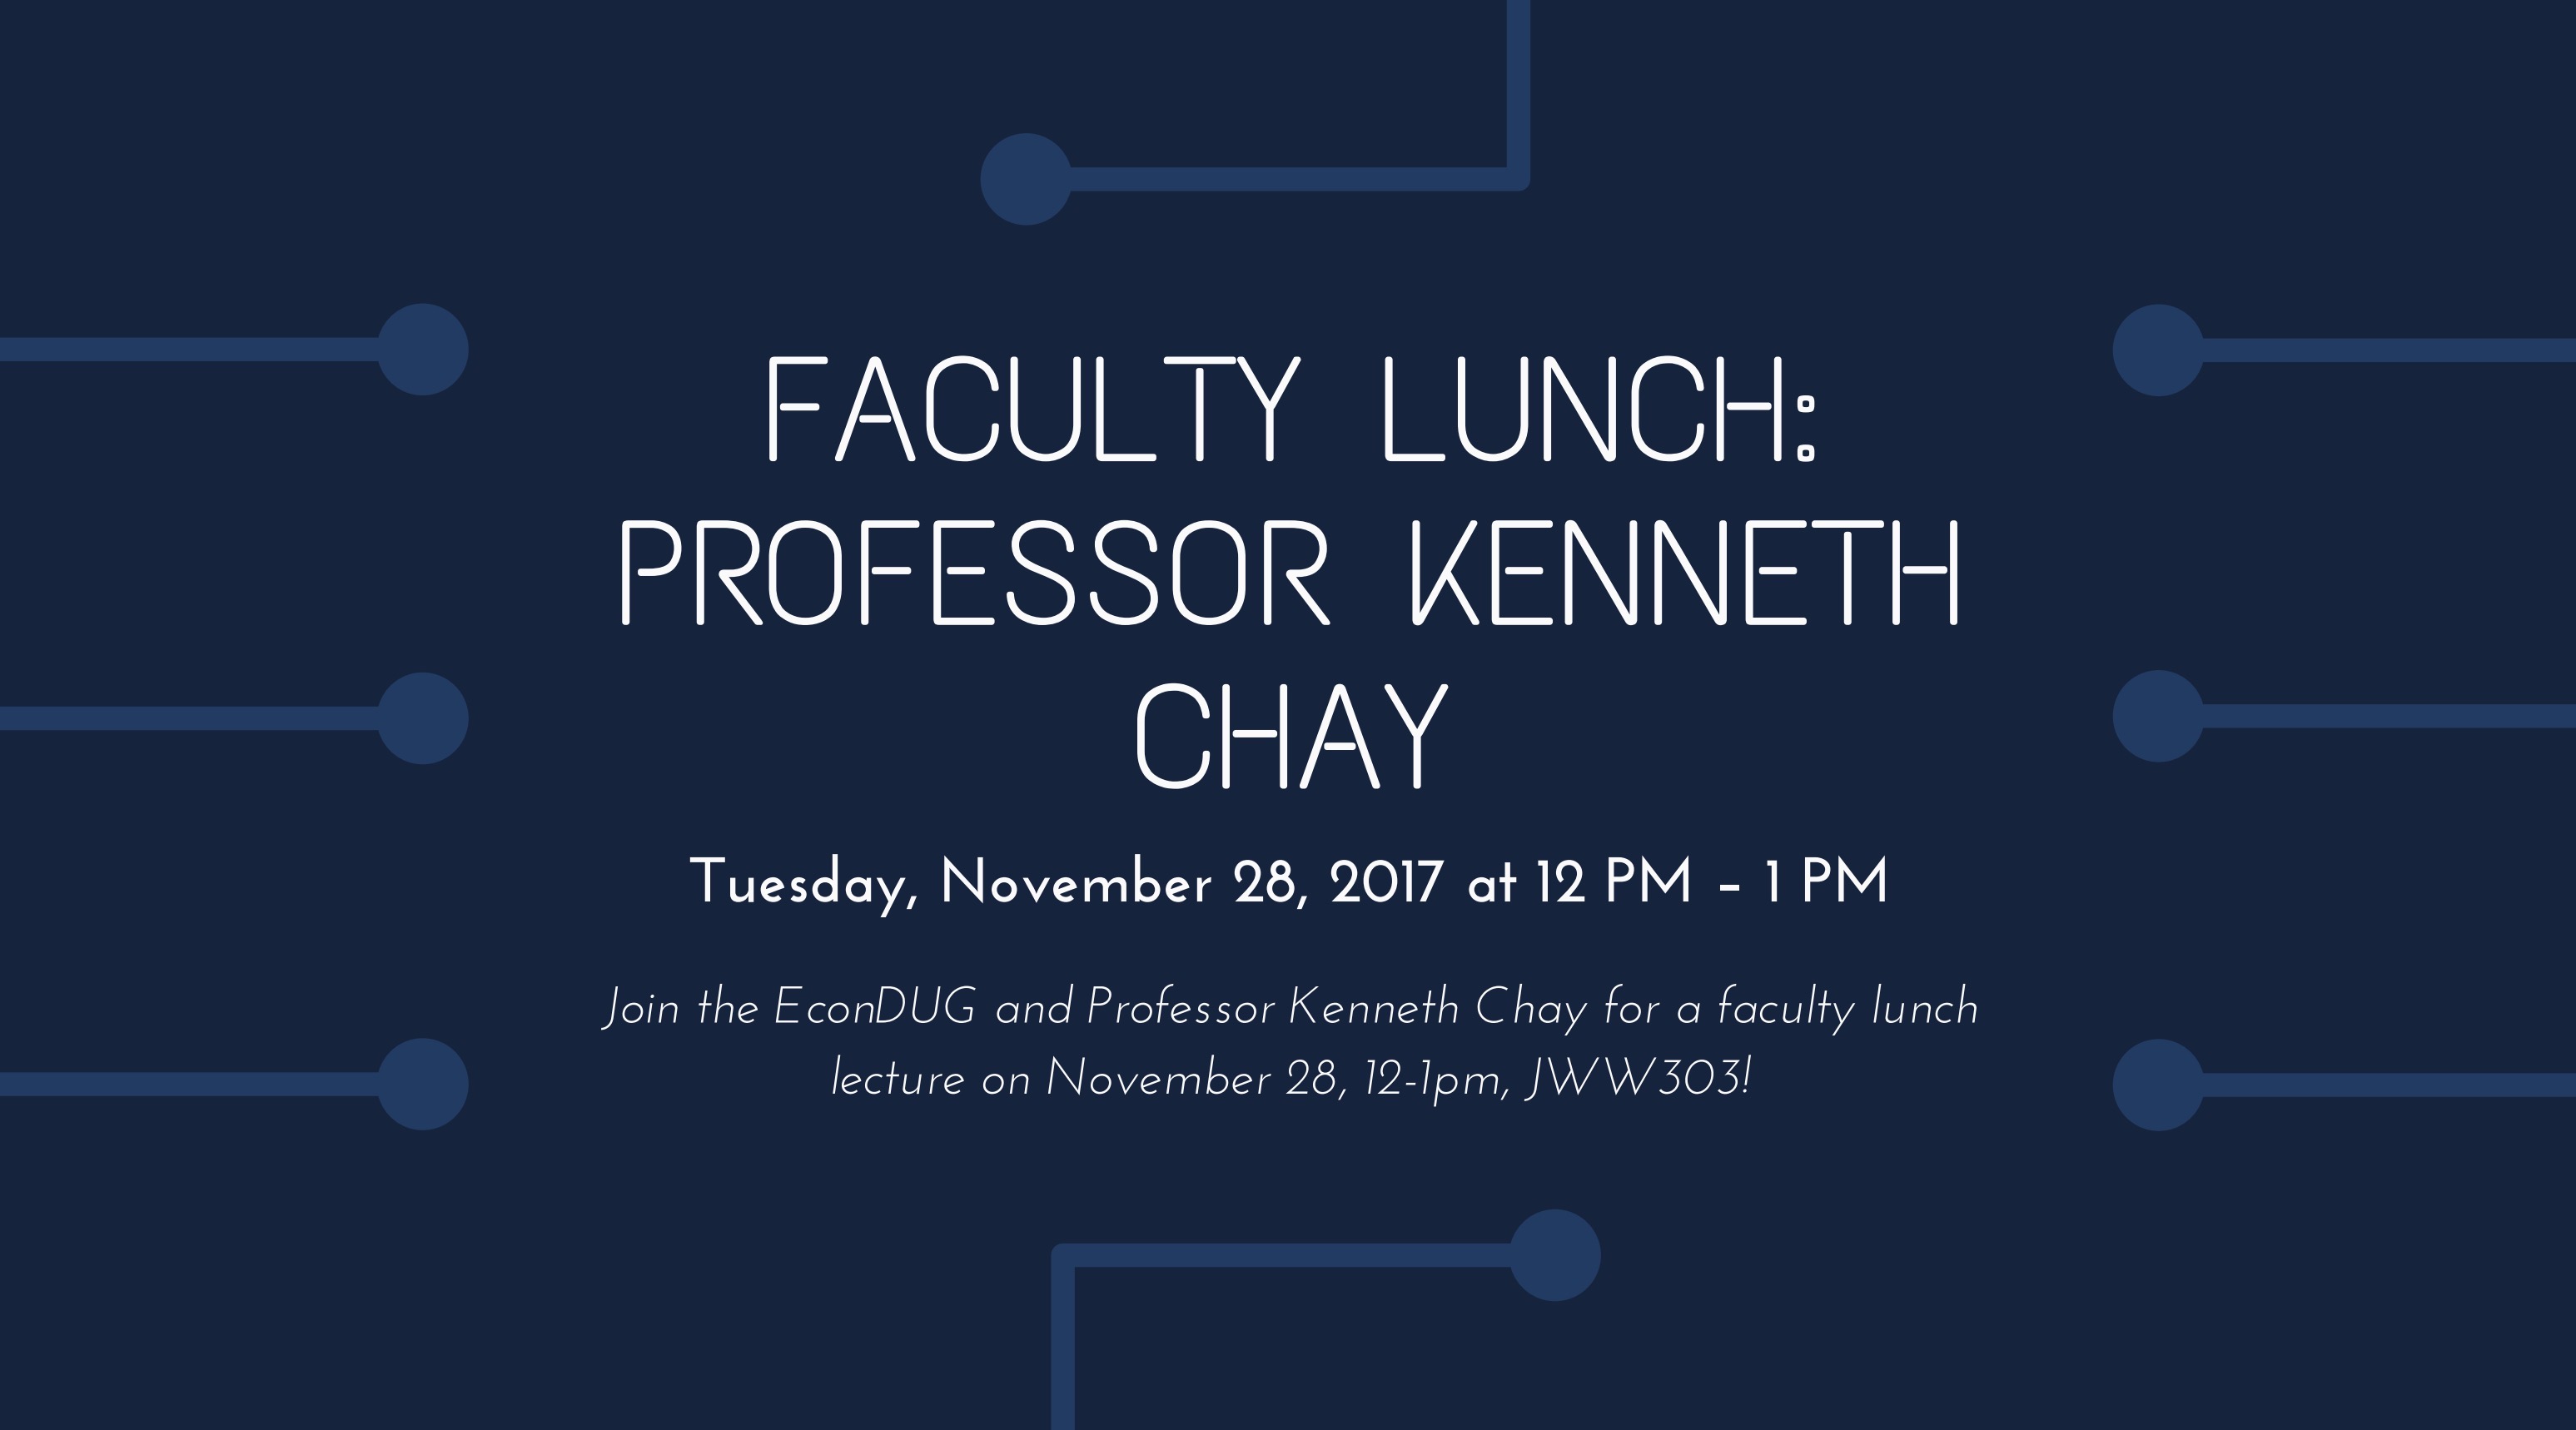 FACULTY LUNCH:
PROFESSOR KENNETH
CHAY
Tuesday, November 28, 2017 at 12 PM – 1 PM
Join the EconDUG and Professor Kenneth Chay for a faculty lunch
lecture on November 28, 12-1pm, JWW303!